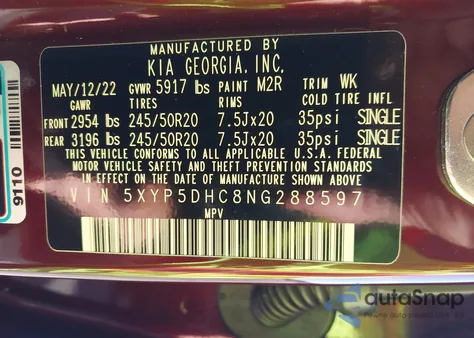 MANUFACTURED BY
KIA GEORGIA, INC.
MAY/12/22 GVWR 5917 lbs PAINT M2R TRIM WK
GAWR TIRES RIMS COLD TIRE INFL
FRONT 2954 lbs 245/50R20 7.5Jx20 35psi SINGLE
REAR 3196 lbs 245/50R20 7.5Jx20 35psi SINGLE
THIS VEHICLE CONFORMS TO ALL APPLICABLE U.S.A. FEDERAL
MOTOR VEHICLE SAFETY AND THEFT PREVENTION STANDARDS
IN EFFECT ON THE DATE OF MANUFACTURE SHOWN ABOVE.
VIN 5XYP5DHC8NG288597
MPV
9110
autoSnap